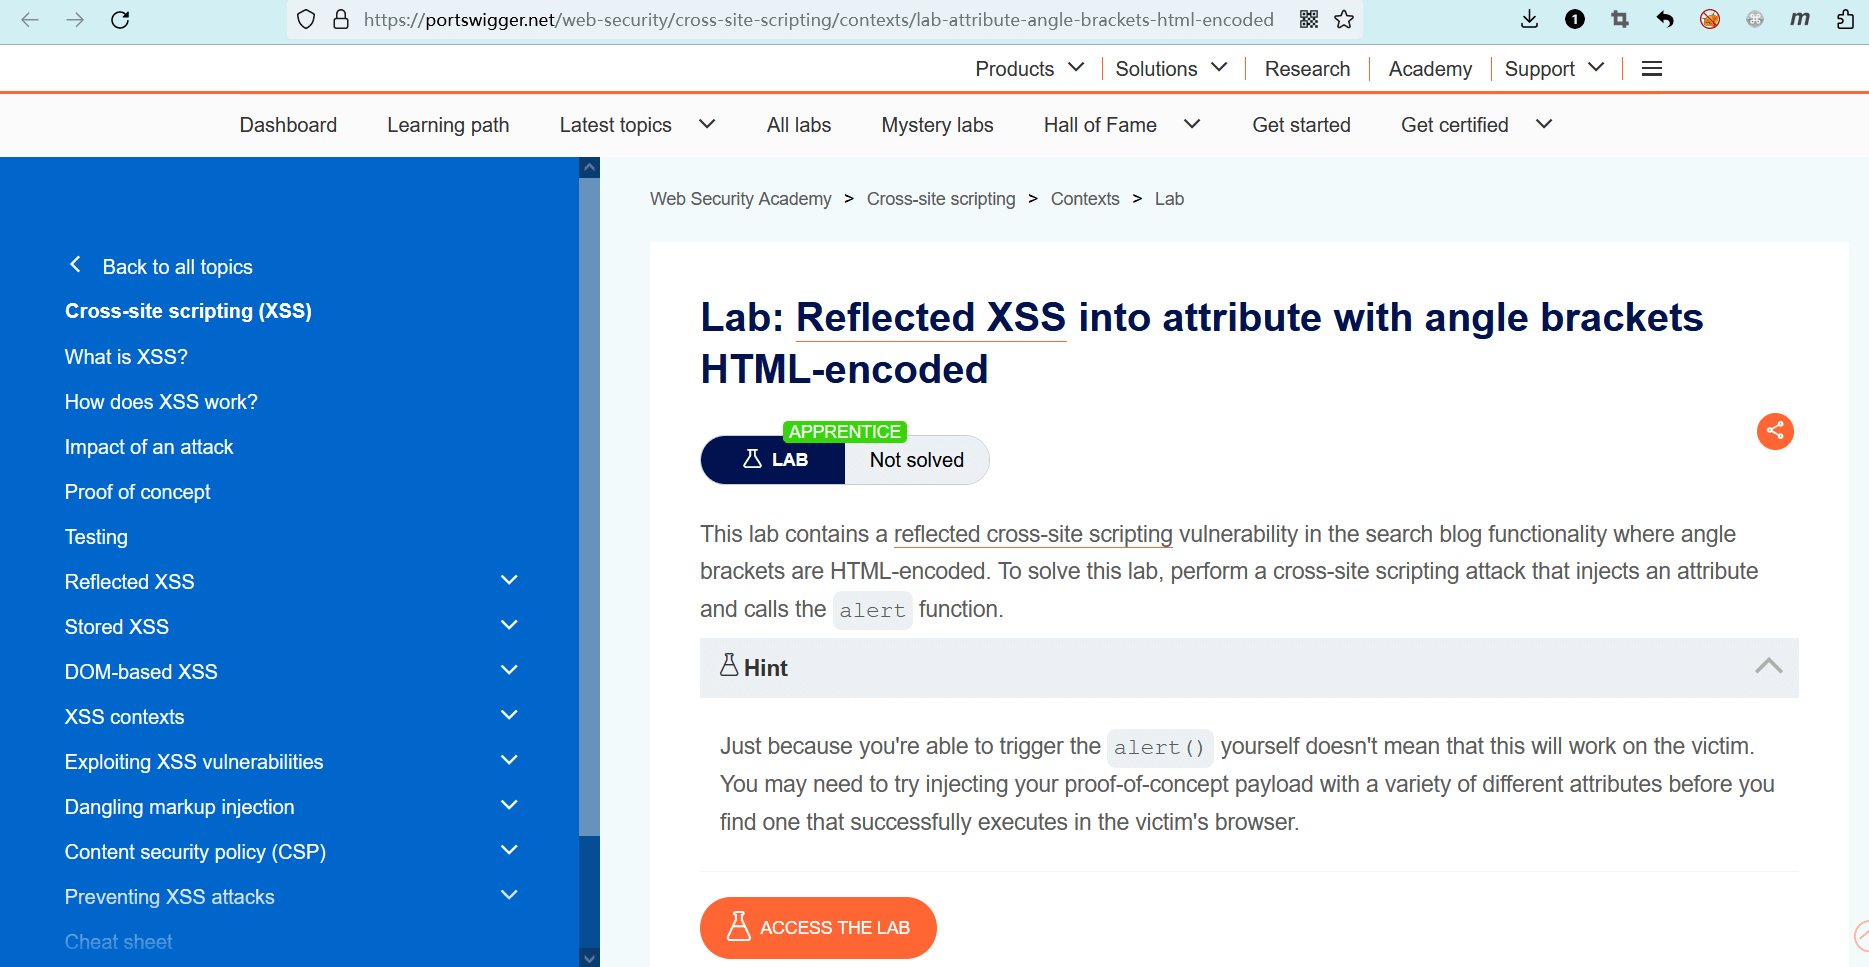 https://portswigger.net/web-security/cross-site-scripting/contexts/lab-attribute-angle-brackets-html-encoded
1
m
Products Solutions Research Academy Support
Dashboard Learning path Latest topics All labs Mystery labs Hall of Fame Get started Get certified
Back to all topics
Cross-site scripting (XSS)
What is XSS?
How does XSS work?
Impact of an attack
Proof of concept
Testing
Reflected XSS
Stored XSS
DOM-based XSS
XSS contexts
Exploiting XSS vulnerabilities
Dangling markup injection
Content security policy (CSP)
Preventing XSS attacks
Cheat sheet
Web Security Academy > Cross-site scripting > Contexts > Lab
Lab: Reflected XSS into attribute with angle brackets
HTML-encoded
APPRENTICE
LAB Not solved
This lab contains a reflected cross-site scripting vulnerability in the search blog functionality where angle
brackets are HTML-encoded. To solve this lab, perform a cross-site scripting attack that injects an attribute
and calls the alert function.
Hint
Just because you're able to trigger the alert() yourself doesn't mean that this will work on the victim.
You may need to try injecting your proof-of-concept payload with a variety of different attributes before you
find one that successfully executes in the victim's browser.
ACCESS THE LAB